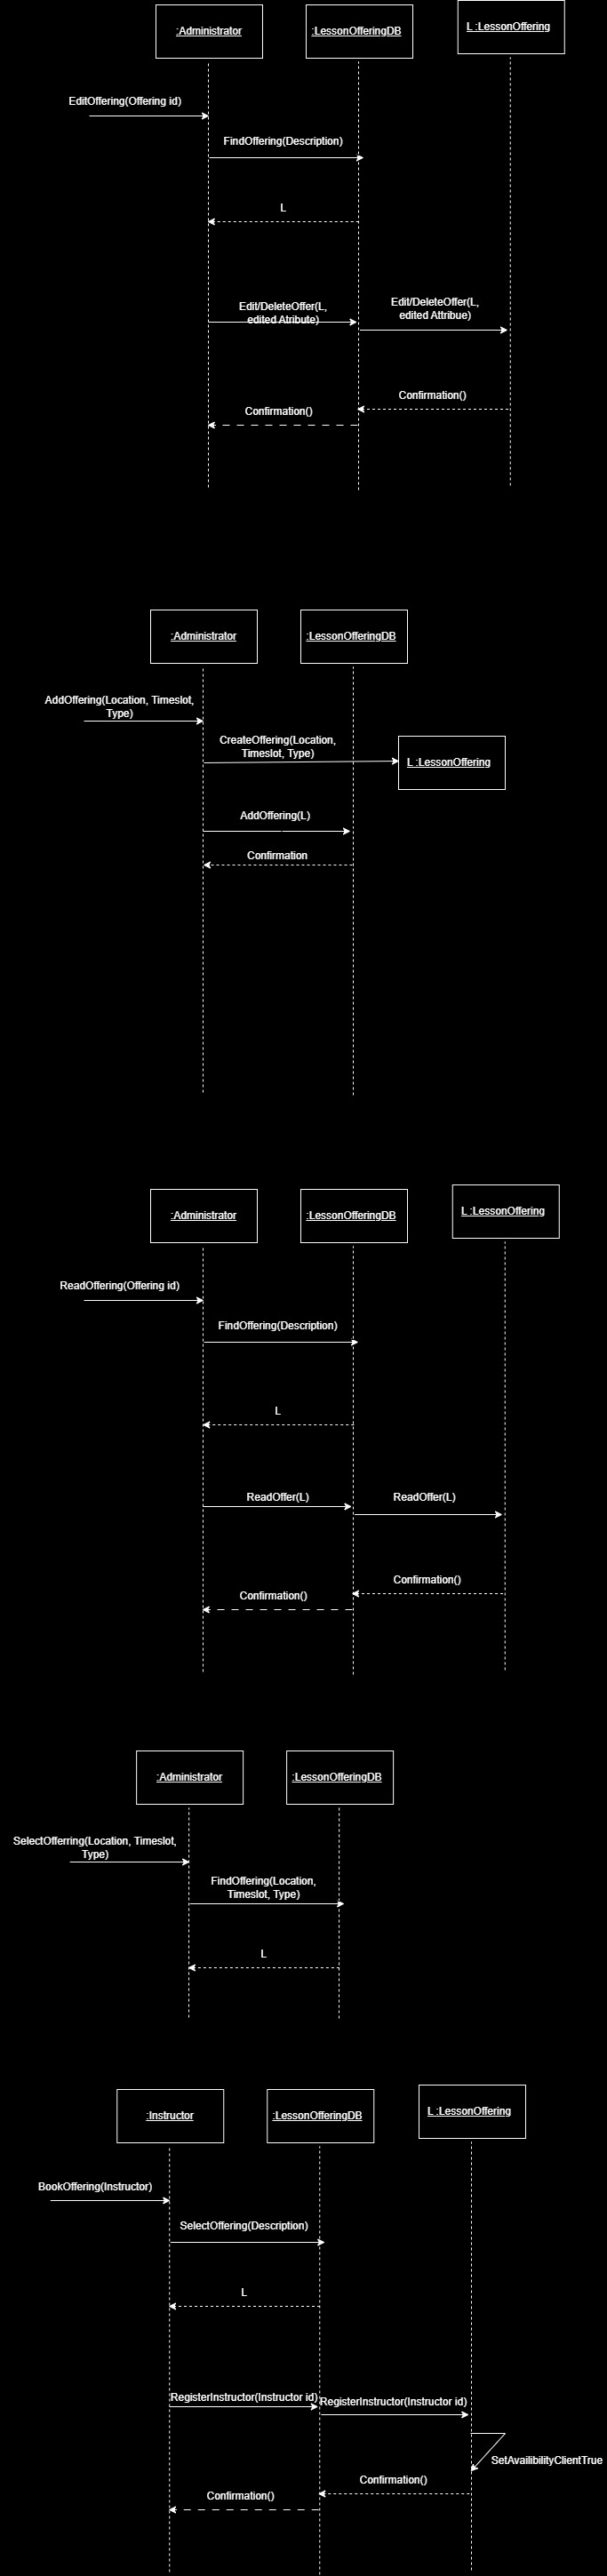 :Administrator
:LessonOfferingDB
L :LessonOffering
EditOffering(Offering id)
FindOffering(Description)
L
Edit/DeleteOffer(L,
edited Atribute)
Edit/DeleteOffer(L,
edited Attribue)
Confirmation()
Confirmation()
:Administrator
:LessonOfferingDB
AddOffering(Location, Timeslot,
Type)
CreateOffering(Location,
Timeslot, Type)
L :LessonOffering
AddOffering(L)
Confirmation
:Administrator
:LessonOfferingDB
L :LessonOffering
ReadOffering(Offering id)
FindOffering(Description)
L
ReadOffer(L)
ReadOffer(L)
Confirmation()
Confirmation()
:Administrator
:LessonOfferingDB
SelectOfferring(Location, Timeslot,
Type)
FindOffering(Location,
Timeslot, Type)
L
:Instructor
:LessonOfferingDB
L :LessonOffering
BookOffering(Instructor)
SelectOffering(Description)
L
RegisterInstructor(Instructor id)
RegisterInstructor(Instructor id)
SetAvailibilityClientTrue
Confirmation()
Confirmation()